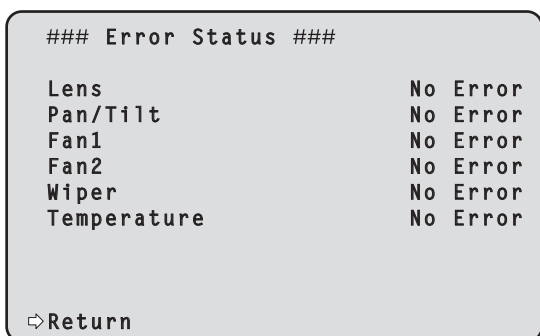 ### Error Status ###
Lens No Error
Pan/Tilt No Error
Fan1 No Error
Fan2 No Error
Wiper No Error
Temperature No Error
⇨Return